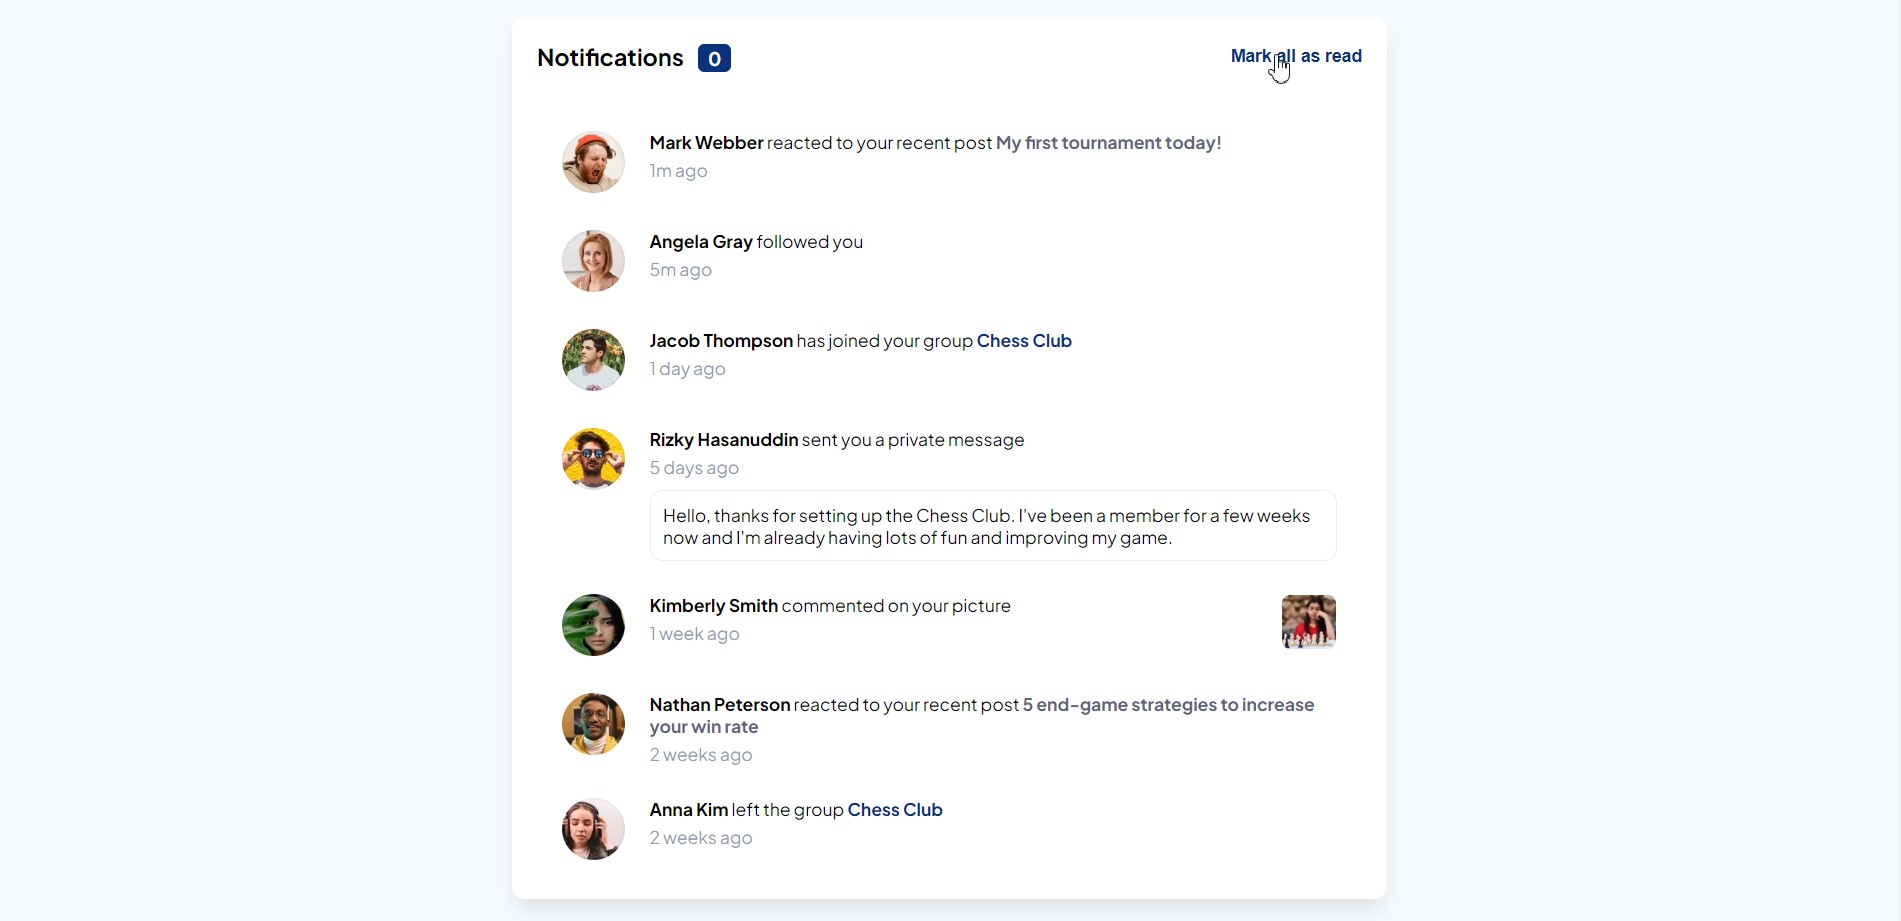 Notifications 0
Mark all as read
Mark Webber reacted to your recent post My first tournament today!
1m ago
Angela Gray followed you
5m ago
Jacob Thompson has joined your group Chess Club
1 day ago
Rizky Hasanuddin sent you a private message
5 days ago
Hello, thanks for setting up the Chess Club. I've been a member for a few weeks
now and I'm already having lots of fun and improving my game.
Kimberly Smith commented on your picture
1 week ago
Nathan Peterson reacted to your recent post 5 end-game strategies to increase
your win rate
2 weeks ago
Anna Kim left the group Chess Club
2 weeks ago